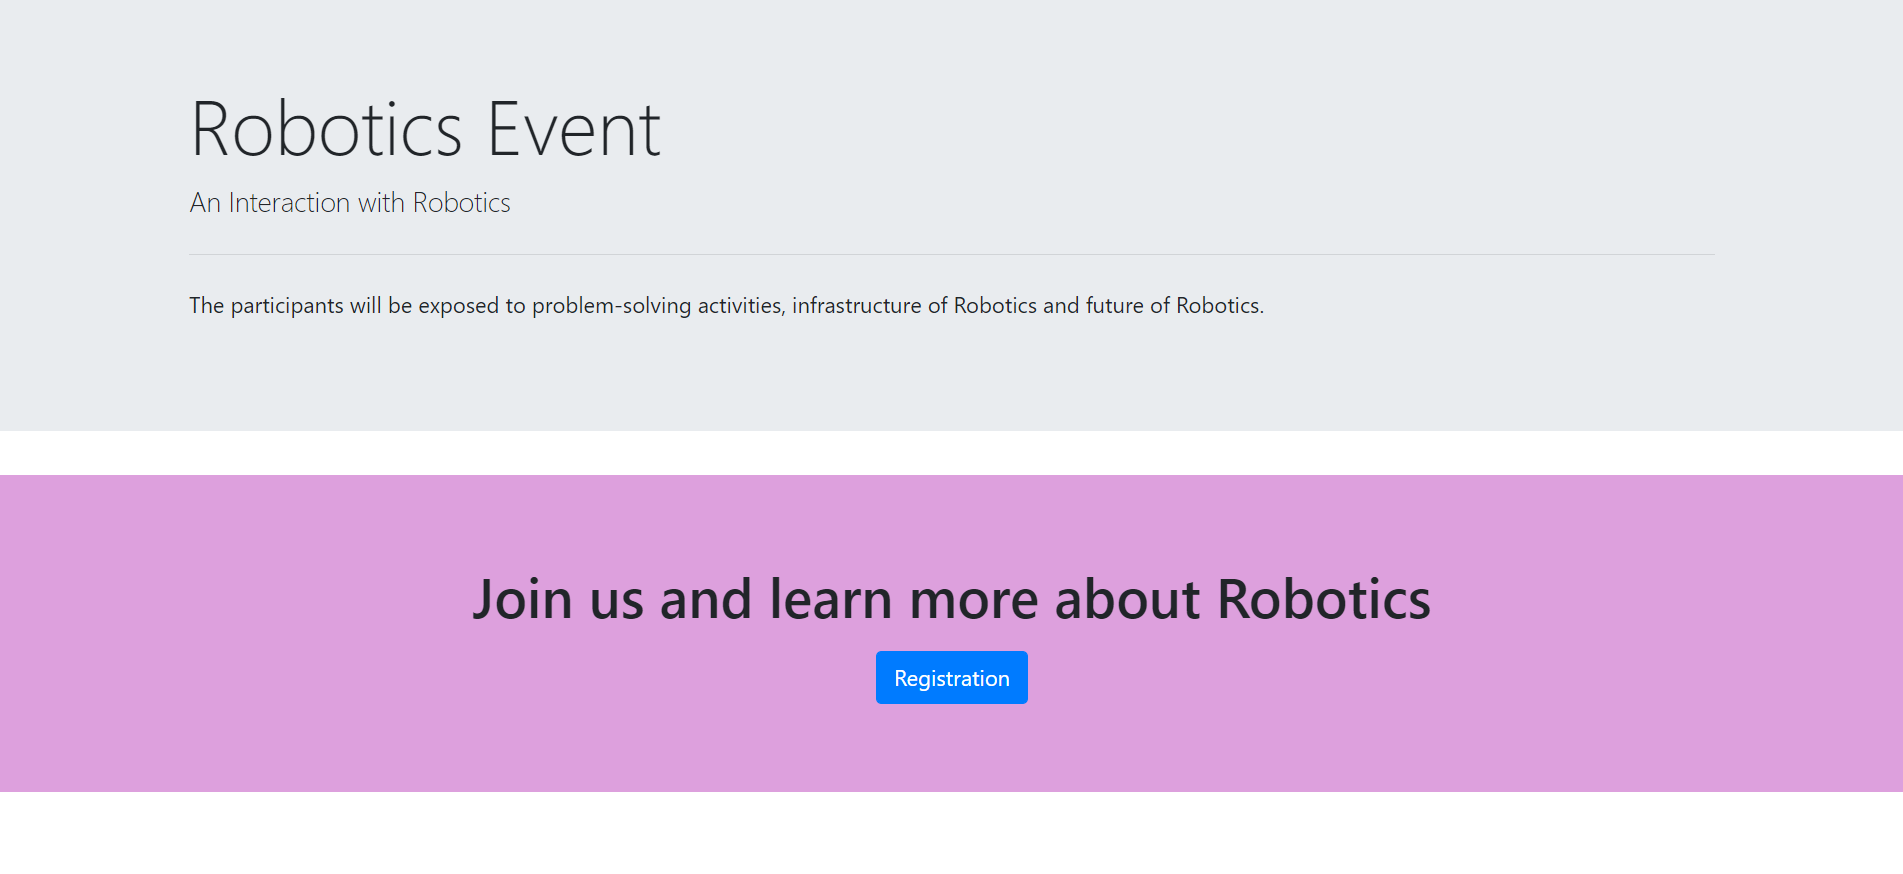 Robotics Event
An Interaction with Robotics
The participants will be exposed to problem-solving activities, infrastructure of Robotics and future of Robotics.
Join us and learn more about Robotics
Registration